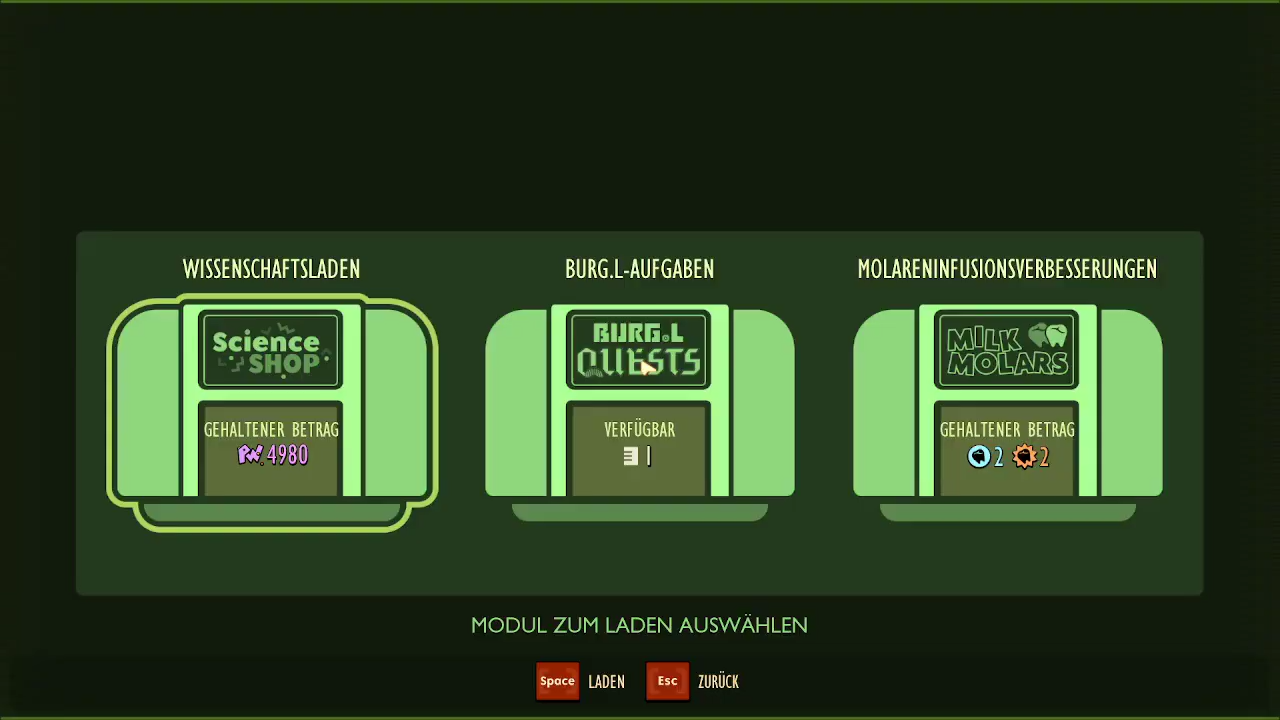 WISSENSCHAFTSLADEN
Science
SHOP
GEHALTENER BETRAG
4980
BURG.L-AUFGABEN
BURG.L
QUESTS
VERFÜGBAR
1
MOLARENINFUSIONSVERBESSERUNGEN
MILK
MOLARS
GEHALTENER BETRAG
2 2
MODUL ZUM LADEN AUSWÄHLEN
Space LADEN Esc ZURÜCK